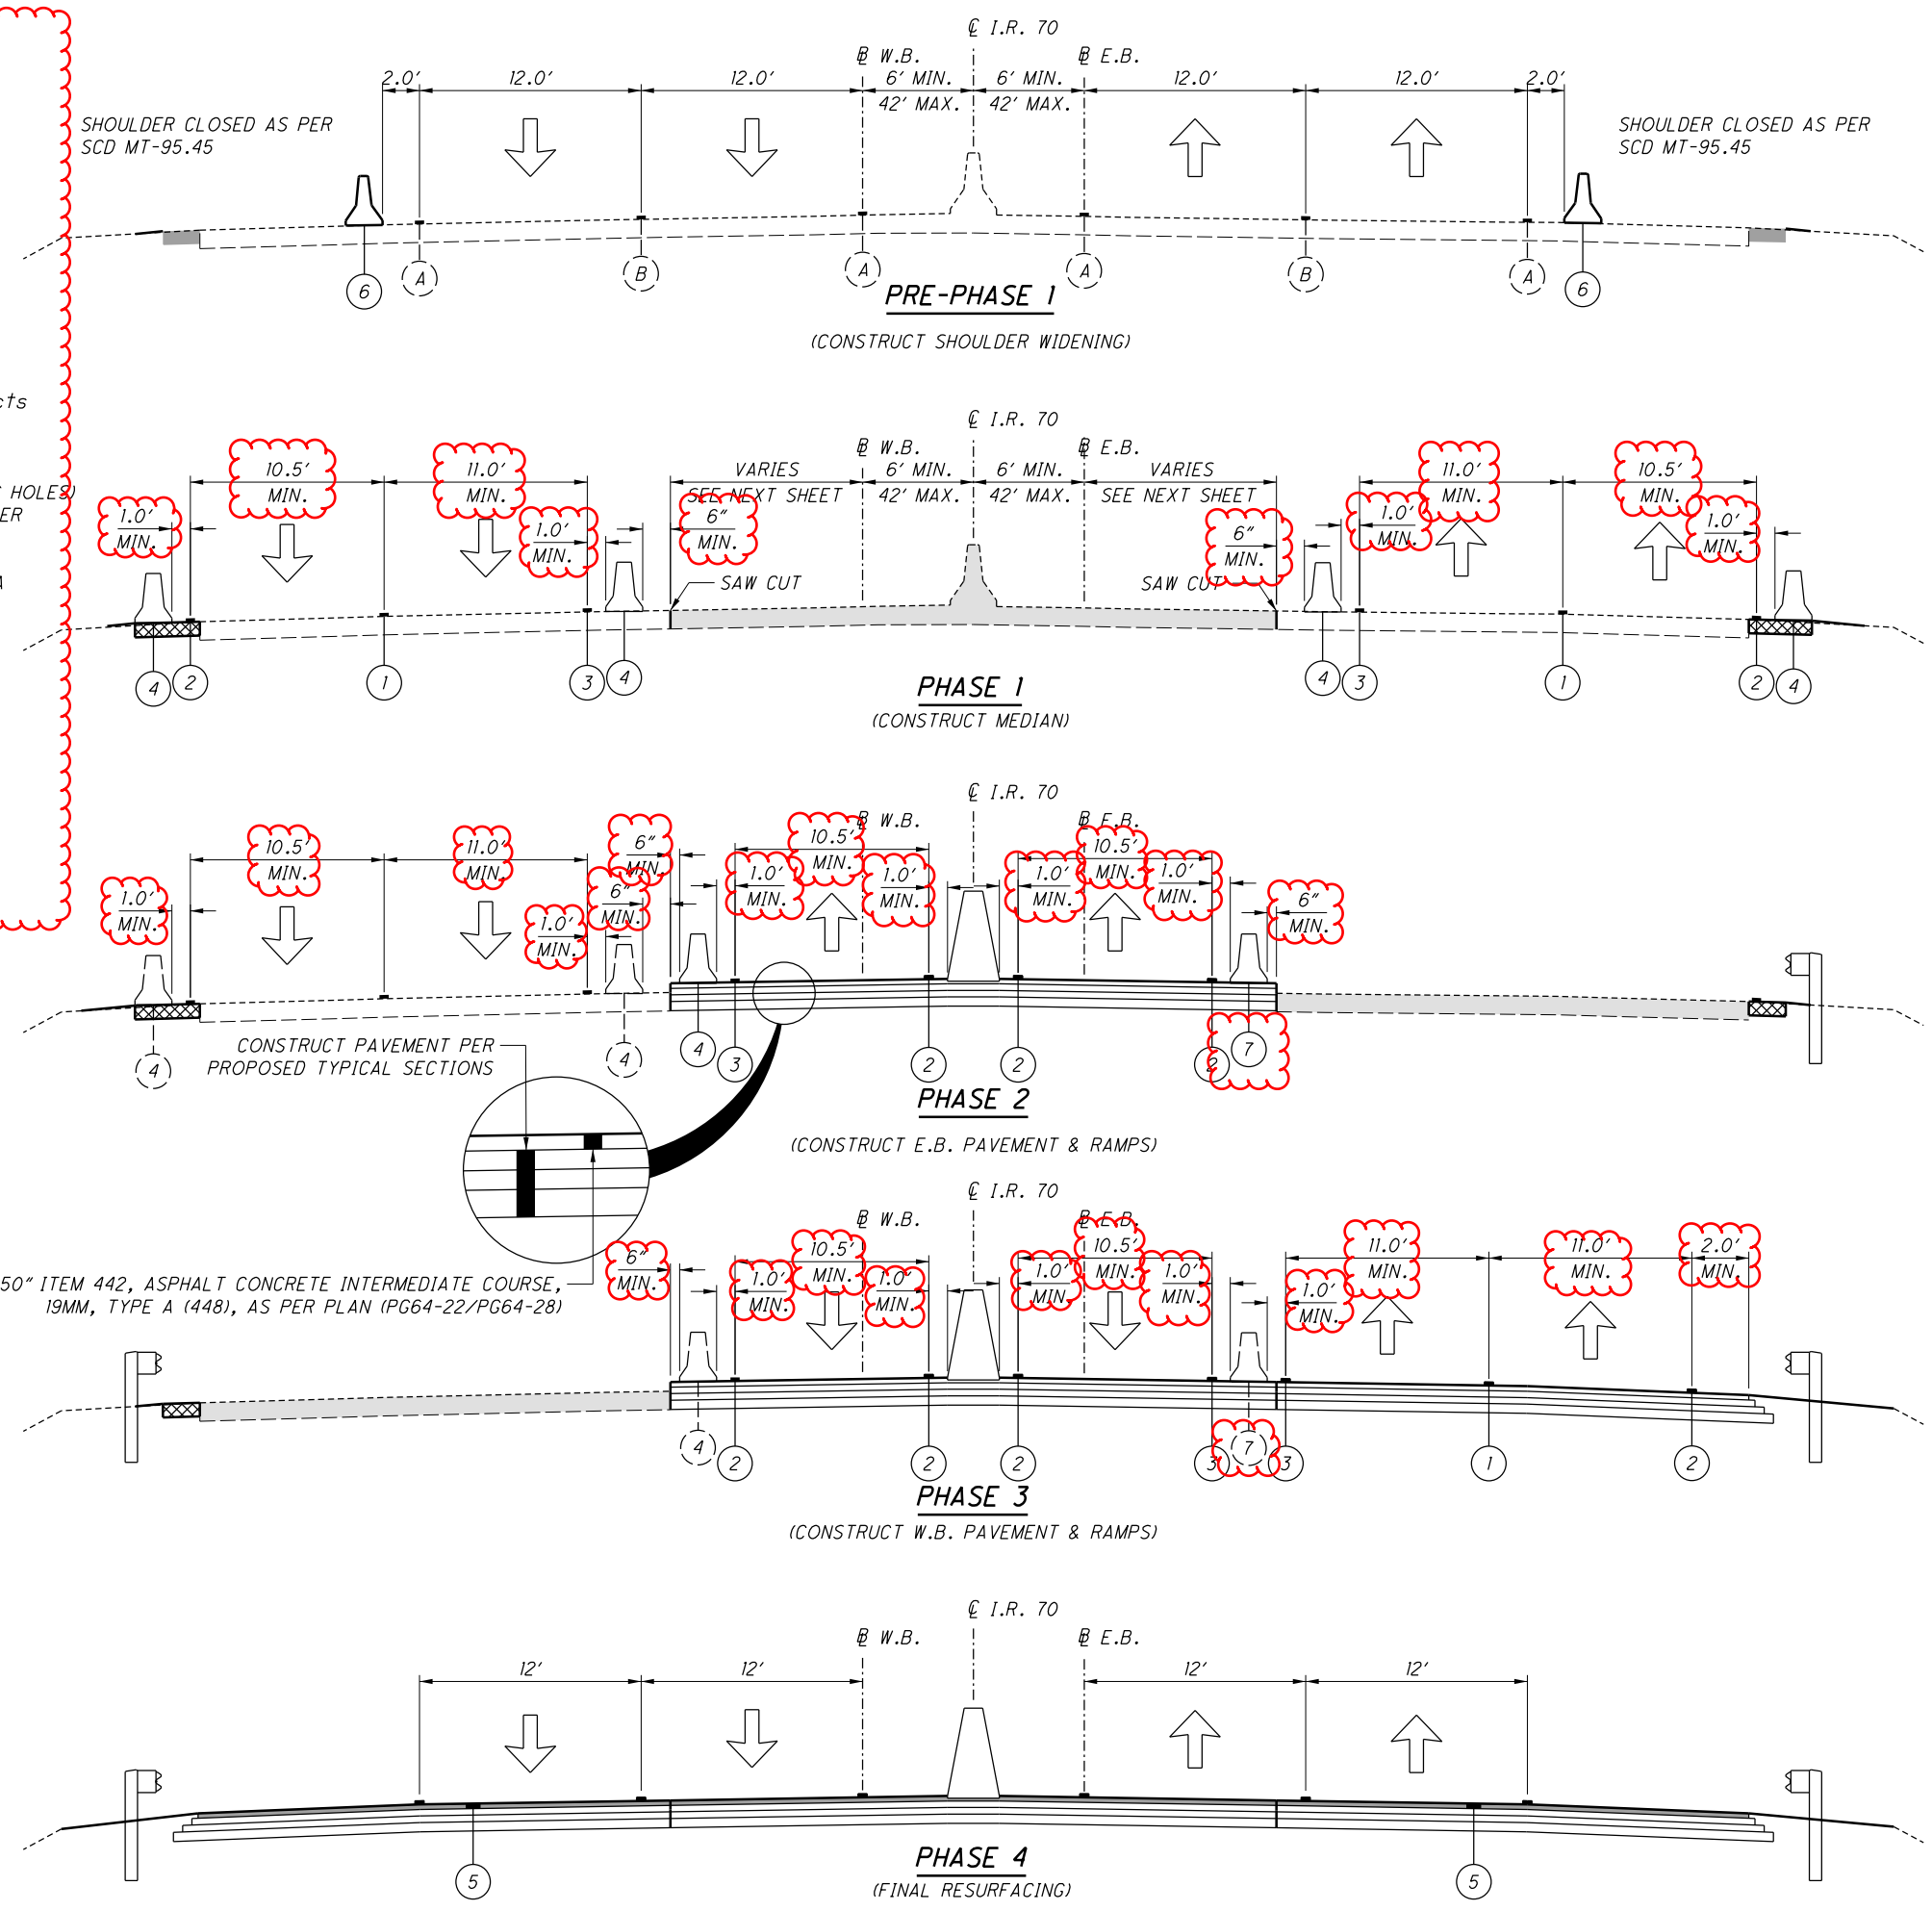 ℄ I.R. 70
℔ W.B.
℔ E.B.
2.0' 12.0' 12.0' 6' MIN. 6' MIN. 12.0' 12.0' 2.0'
42' MAX. 42' MAX.
SHOULDER CLOSED AS PER
SCD MT-95.45
SHOULDER CLOSED AS PER
SCD MT-95.45
6 A B A A B A 6
PRE-PHASE 1
(CONSTRUCT SHOULDER WIDENING)
cts
HOLES)
ER
A
℄ I.R. 70
℔ W.B.
℔ E.B.
10.5' 11.0' VARIES 6' MIN. 6' MIN. VARIES 11.0' 10.5'
MIN. MIN. SEE NEXT SHEET 42' MAX. 42' MAX. SEE NEXT SHEET MIN. MIN.
1.0' 1.0' 6" 6" 1.0' 1.0'
MIN. MIN. MIN. MIN. MIN. MIN.
SAW CUT SAW CUT
4 2 1 3 4 4 3 1 2 4
PHASE 1
(CONSTRUCT MEDIAN)
℄ I.R. 70
℔ W.B.
℔ E.B.
10.5' 11.0' 6" 10.5' 10.5'
MIN. MIN. MIN. MIN. MIN.
1.0' 1.0' 6" 1.0' 1.0' 1.0' 1.0' 6"
MIN. MIN. MIN. MIN. MIN. MIN. MIN. MIN.
CONSTRUCT PAVEMENT PER
PROPOSED TYPICAL SECTIONS
4 4 4 3 2 2 2 7
PHASE 2
(CONSTRUCT E.B. PAVEMENT & RAMPS)
℄ I.R. 70
℔ W.B.
℔ E.B.
6" 10.5' 10.5' 11.0' 11.0' 2.0'
MIN. MIN. MIN. MIN. MIN. MIN.
1.0' 1.0' 1.0' 1.0' 1.0'
MIN. MIN. MIN. MIN. MIN.
50" ITEM 442, ASPHALT CONCRETE INTERMEDIATE COURSE,
19MM, TYPE A (448), AS PER PLAN (PG64-22/PG64-28)
4 2 2 2 3 7 3 1 2
PHASE 3
(CONSTRUCT W.B. PAVEMENT & RAMPS)
℄ I.R. 70
℔ W.B.
℔ E.B.
12' 12' 12' 12'
5 5
PHASE 4
(FINAL RESURFACING)